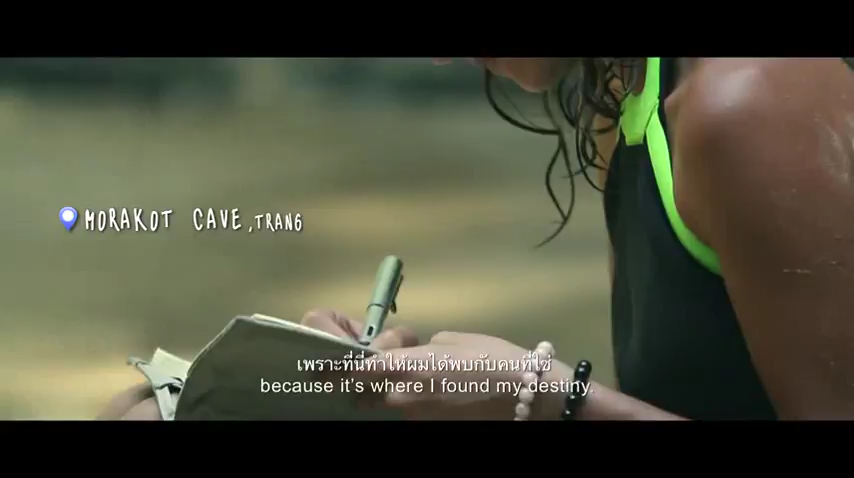 MORAKOT CAVE, TRANG
เพราะที่นี่ทำให้ผมได้พบกับคนที่ใช่
because it's where I found my destiny.